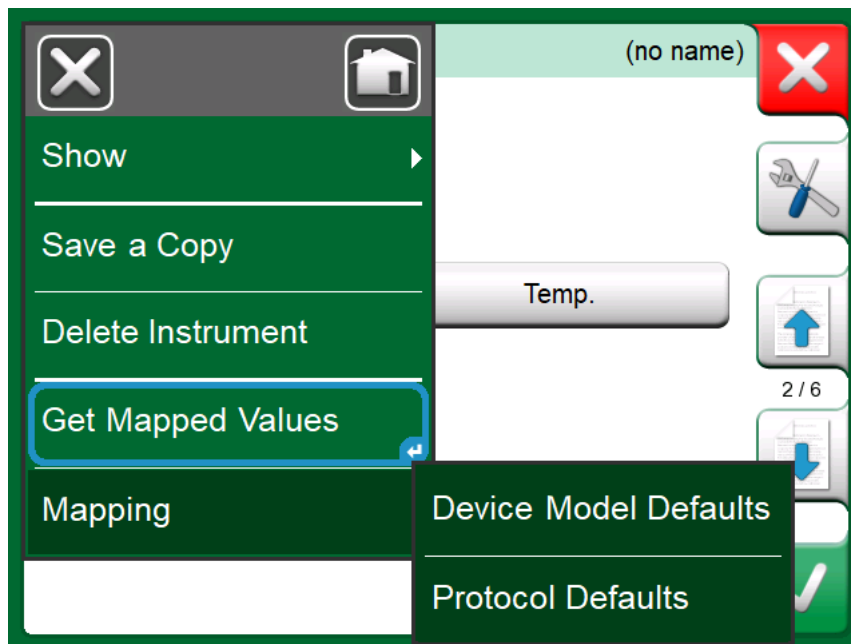 (no name)
Show
Save a Copy
Temp.
Delete Instrument
2 / 6
Get Mapped Values
Mapping
Device Model Defaults
Protocol Defaults